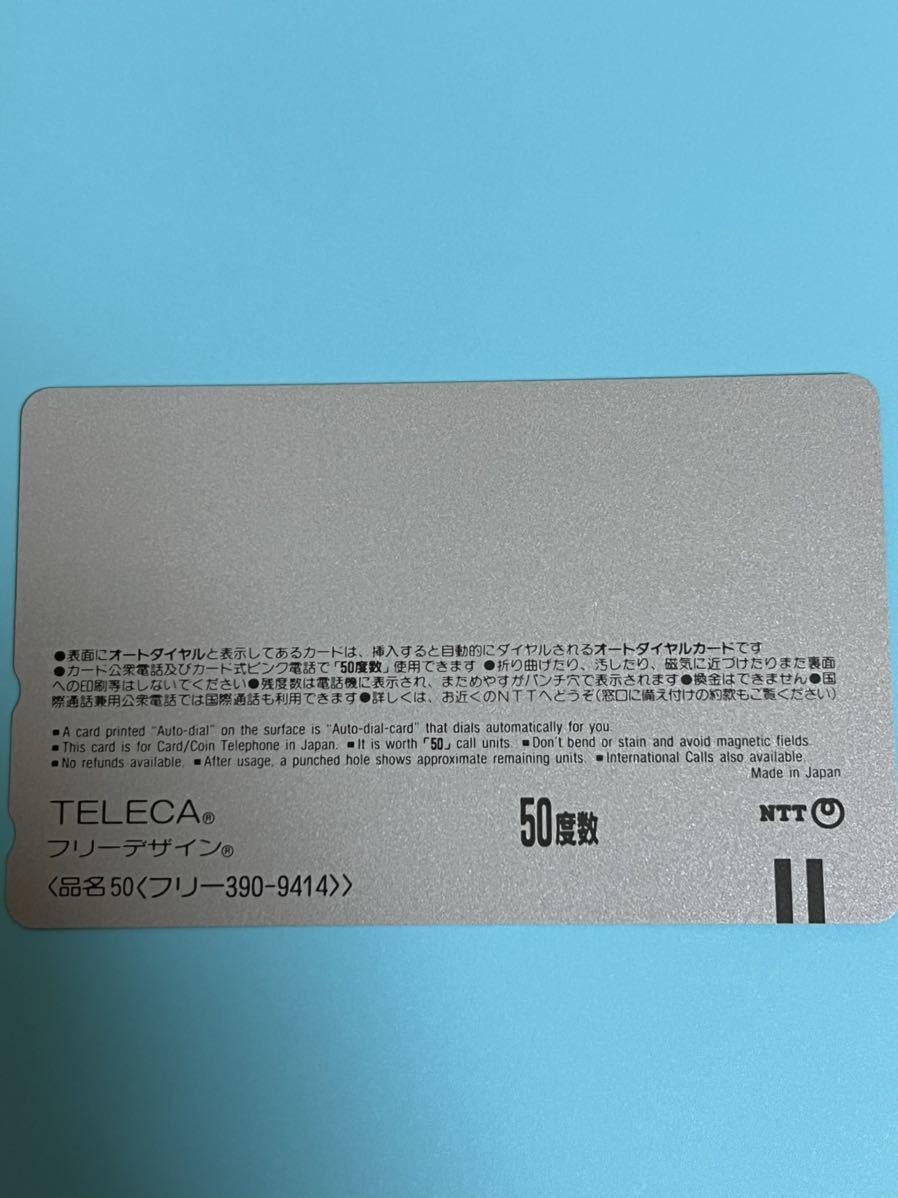 ●表面にオートダイヤルと表示してあるカードは、挿入すると自動的にダイヤルされるオートダイヤルカードです
●カード公衆電話及びカード式ピンク電話で「50度数」使用できます ●折り曲げたり、汚したり、磁気に近づけたりまた裏面
への印刷等はしないでください●残度数は電話機に表示され、まためやすがパンチ穴で表示されます●換金はできません●国
際通話兼用公衆電話では国際通話も利用できます●詳しくは、お近くのNTTへどうぞ(窓口に備え付けの約款もご覧ください)
■A card printed "Auto-dial" on the surface is "Auto-dial-card" that dials automatically for you.
■This card is for Card/Coin Telephone in Japan. ■It is worth「50」call units. ■Don't bend or stain and avoid magnetic fields.
■No refunds available. ■After usage, a punched hole shows approximate remaining units. ■International Calls also available.
Made in Japan
TELECA® 50度数 NTT
フリーデザイン®
〈品名50〈フリー390-9414〉〉